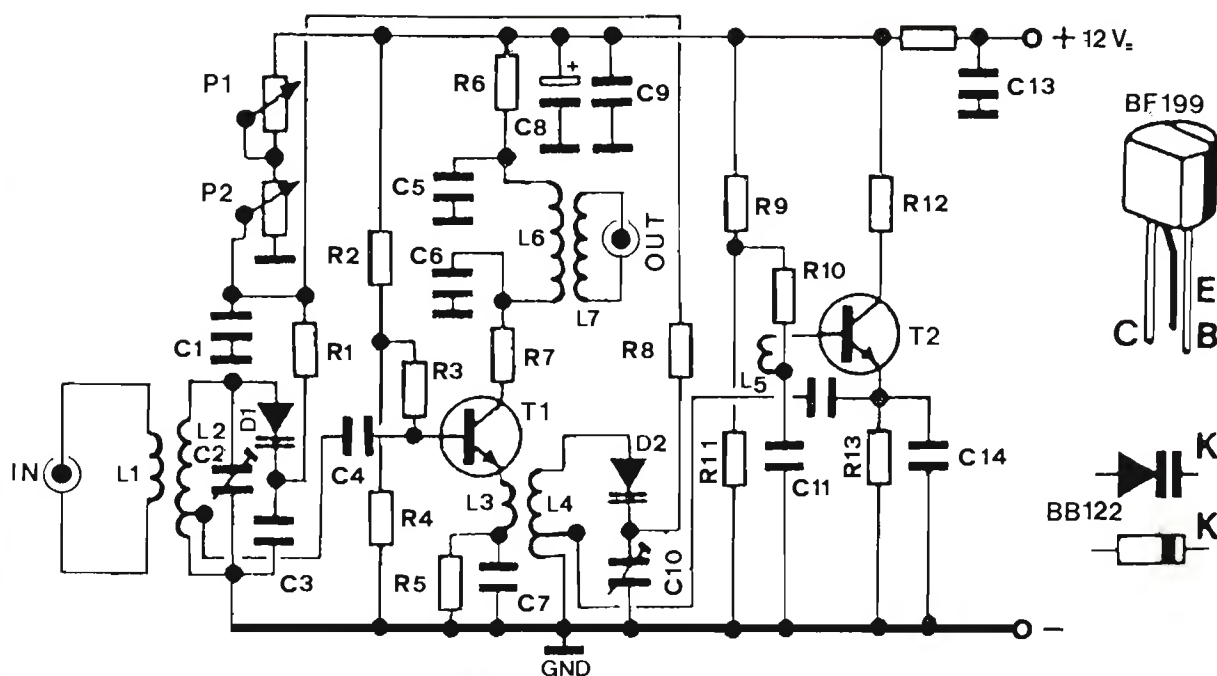 + 12 V=
P1
R6
+
C8
C9
C13
BF199
P2
C5
R2
C6
L6
OUT
L7
R9
R10
R12
E
C
B
C1
R1
R3
R7
R8
T2
L5
T1
L2
D1
C2
IN
L1
C4
D2
R11
C11
R13
C14
K
BB122
K
R4
L3
L4
C3
R5
C7
C10
GND
-